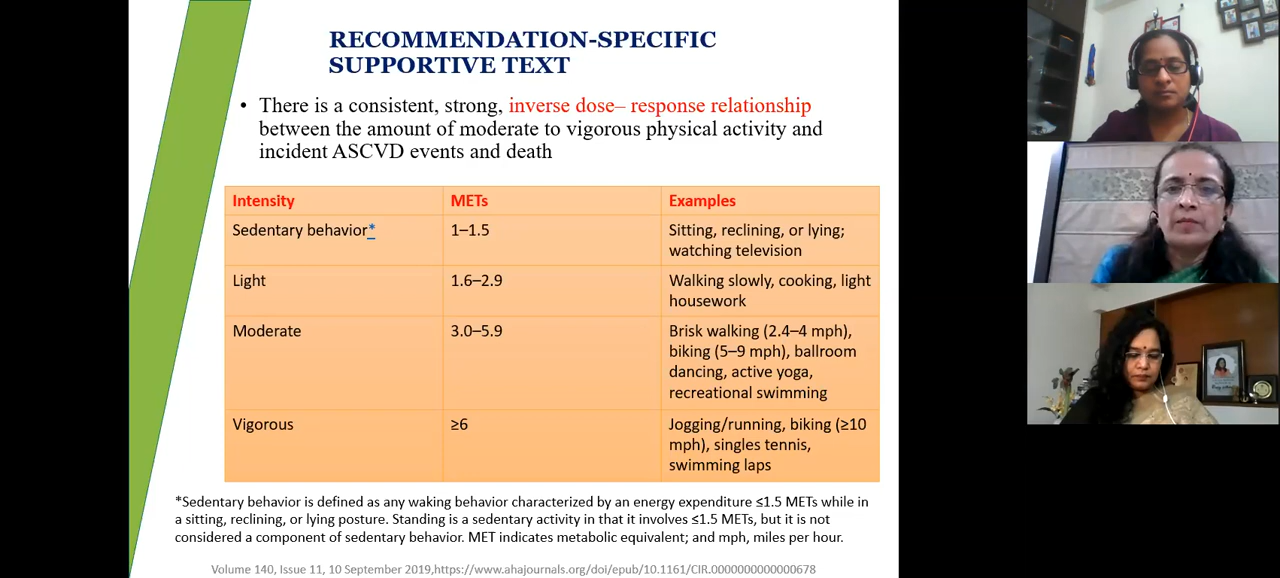 RECOMMENDATION-SPECIFIC
SUPPORTIVE TEXT
• There is a consistent, strong, inverse dose– response relationship
between the amount of moderate to vigorous physical activity and
incident ASCVD events and death
Intensity METs Examples
Sedentary behavior* 1–1.5 Sitting, reclining, or lying;
watching television
Light 1.6–2.9 Walking slowly, cooking, light
housework
Moderate 3.0–5.9 Brisk walking (2.4–4 mph),
biking (5–9 mph), ballroom
dancing, active yoga,
recreational swimming
Vigorous ≥6 Jogging/running, biking (≥10
mph), singles tennis,
swimming laps
*Sedentary behavior is defined as any waking behavior characterized by an energy expenditure ≤1.5 METs while in
a sitting, reclining, or lying posture. Standing is a sedentary activity in that it involves ≤1.5 METs, but it is not
considered a component of sedentary behavior. MET indicates metabolic equivalent; and mph, miles per hour.
Volume 140, Issue 11, 10 September 2019,https://www.ahajournals.org/doi/epub/10.1161/CIR.0000000000000678